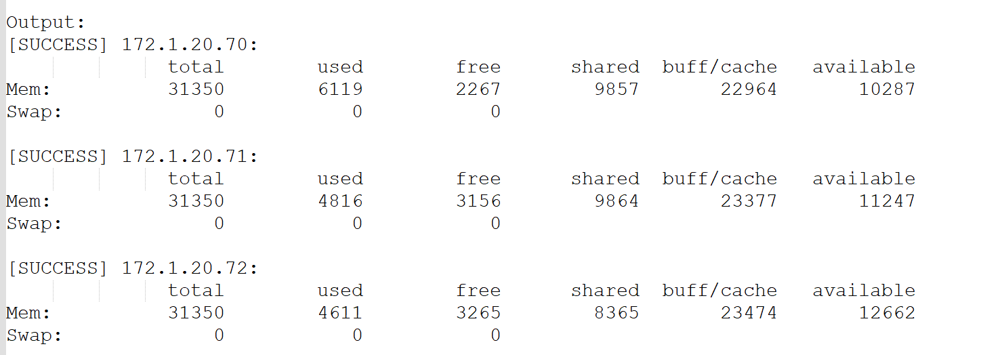 Output:
[SUCCESS] 172.1.20.70:
total used free shared buff/cache available
Mem: 31350 6119 2267 9857 22964 10287
Swap: 0 0 0
[SUCCESS] 172.1.20.71:
total used free shared buff/cache available
Mem: 31350 4816 3156 9864 23377 11247
Swap: 0 0 0
[SUCCESS] 172.1.20.72:
total used free shared buff/cache available
Mem: 31350 4611 3265 8365 23474 12662
Swap: 0 0 0